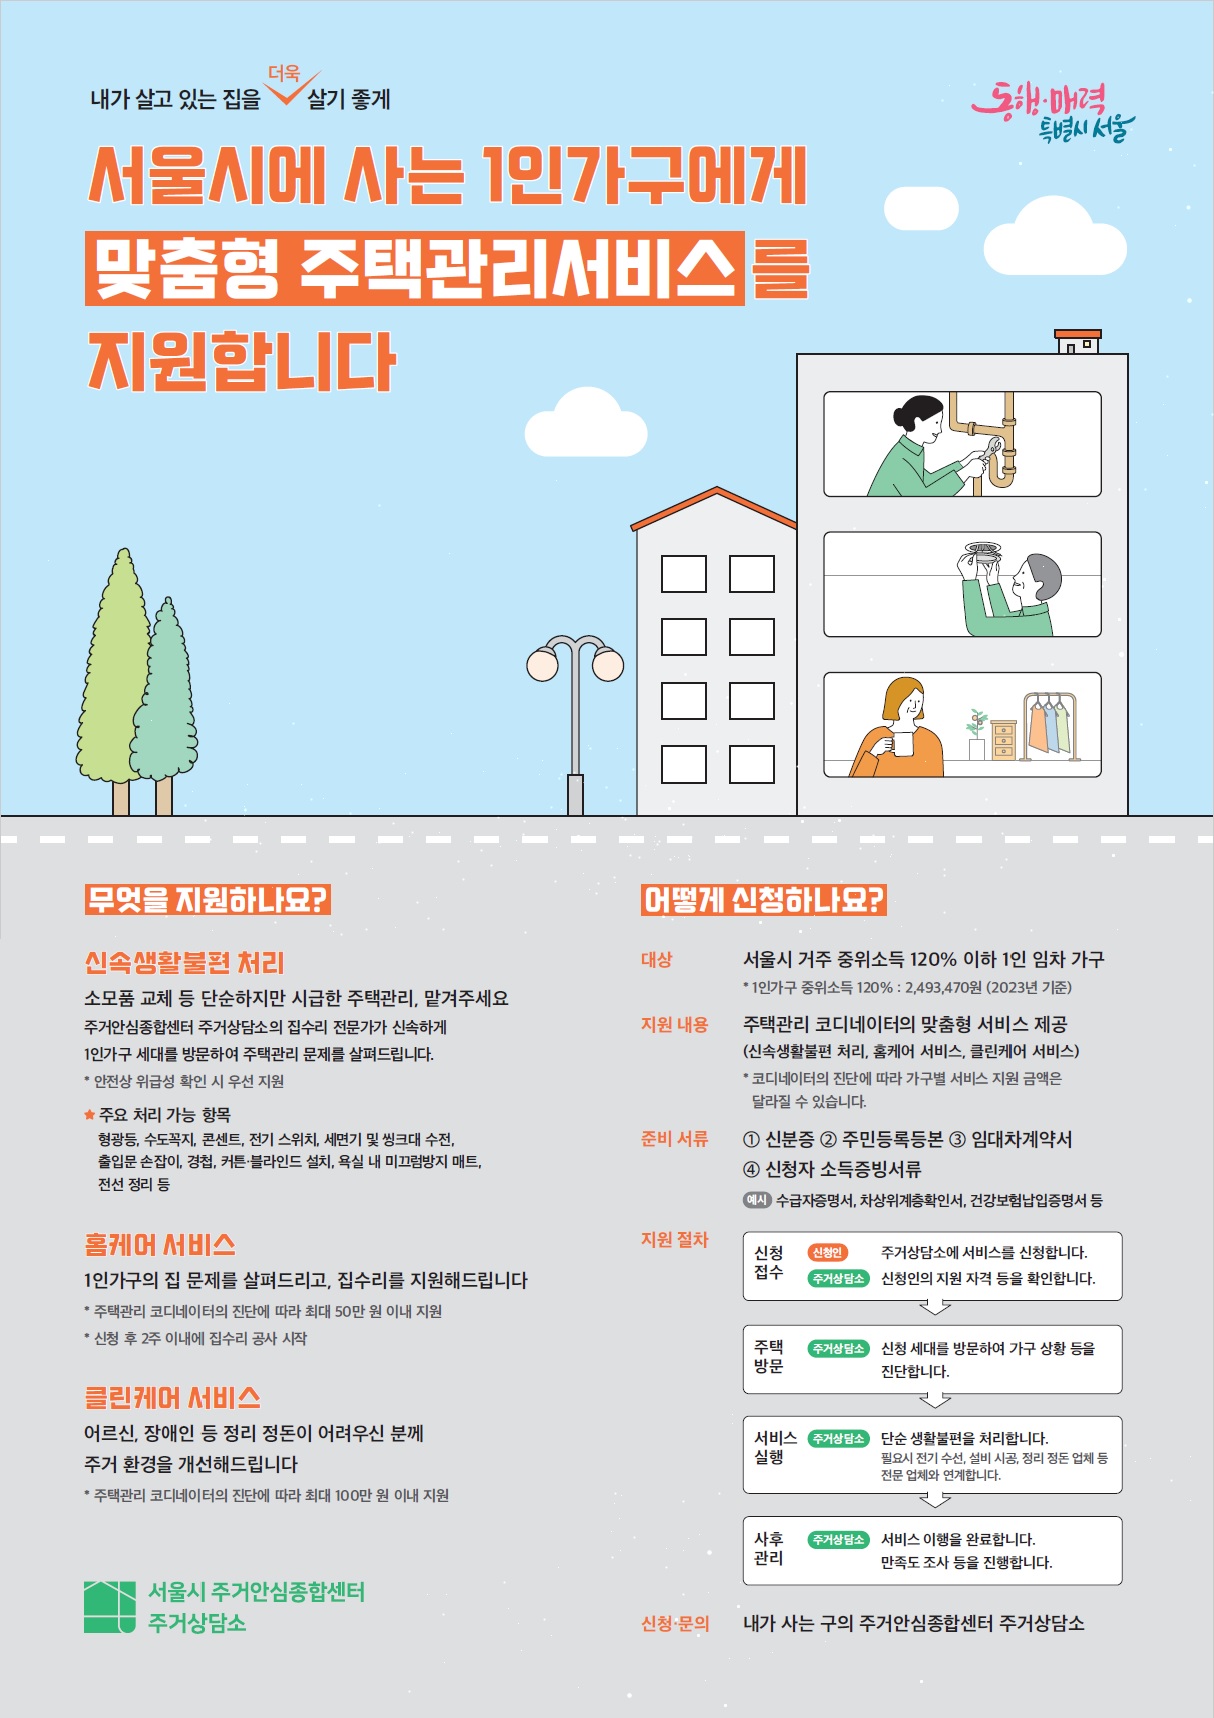 내가 살고 있는 집을 더욱 살기 좋게
동행·매력
특별시 서울
서울시에 사는 1인가구에게
맞춤형 주택관리서비스를
지원합니다
무엇을 지원하나요?
신속생활불편 처리
소모품 교체 등 단순하지만 시급한 주택관리, 맡겨주세요
주거안심종합센터 주거상담소의 집수리 전문가가 신속하게
1인가구 세대를 방문하여 주택관리 문제를 살펴드립니다.
* 안전상 위급성 확인 시 우선 지원
★ 주요 처리 가능 항목
형광등, 수도꼭지, 콘센트, 전기 스위치, 세면기 및 씽크대 수전,
출입문 손잡이, 경첩, 커튼·블라인드 설치, 욕실 내 미끄럼방지 매트,
전선 정리 등
홈케어 서비스
1인가구의 집 문제를 살펴드리고, 집수리를 지원해드립니다
* 주택관리 코디네이터의 진단에 따라 최대 50만 원 이내 지원
* 신청 후 2주 이내에 집수리 공사 시작
클린케어 서비스
어르신, 장애인 등 정리 정돈이 어려우신 분께
주거 환경을 개선해드립니다
* 주택관리 코디네이터의 진단에 따라 최대 100만 원 이내 지원
서울시 주거안심종합센터
주거상담소
어떻게 신청하나요?
대상 서울시 거주 중위소득 120% 이하 1인 임차 가구
* 1인가구 중위소득 120% : 2,493,470원 (2023년 기준)
지원 내용 주택관리 코디네이터의 맞춤형 서비스 제공
(신속생활불편 처리, 홈케어 서비스, 클린케어 서비스)
* 코디네이터의 진단에 따라 가구별 서비스 지원 금액은
달라질 수 있습니다.
준비 서류 ① 신분증 ② 주민등록등본 ③ 임대차계약서
④ 신청자 소득증빙서류
예시 수급자증명서, 차상위계층확인서, 건강보험납입증명서 등
지원 절차
신청 접수
신청인 주거상담소에 서비스를 신청합니다.
주거상담소 신청인의 지원 자격 등을 확인합니다.
주택 방문
주거상담소 신청 세대를 방문하여 가구 상황 등을
진단합니다.
서비스 실행
주거상담소 단순 생활불편을 처리합니다.
필요시 전기 수선, 설비 시공, 정리 정돈 업체 등
전문 업체와 연계합니다.
사후 관리
주거상담소 서비스 이행을 완료합니다.
만족도 조사 등을 진행합니다.
신청·문의 내가 사는 구의 주거안심종합센터 주거상담소